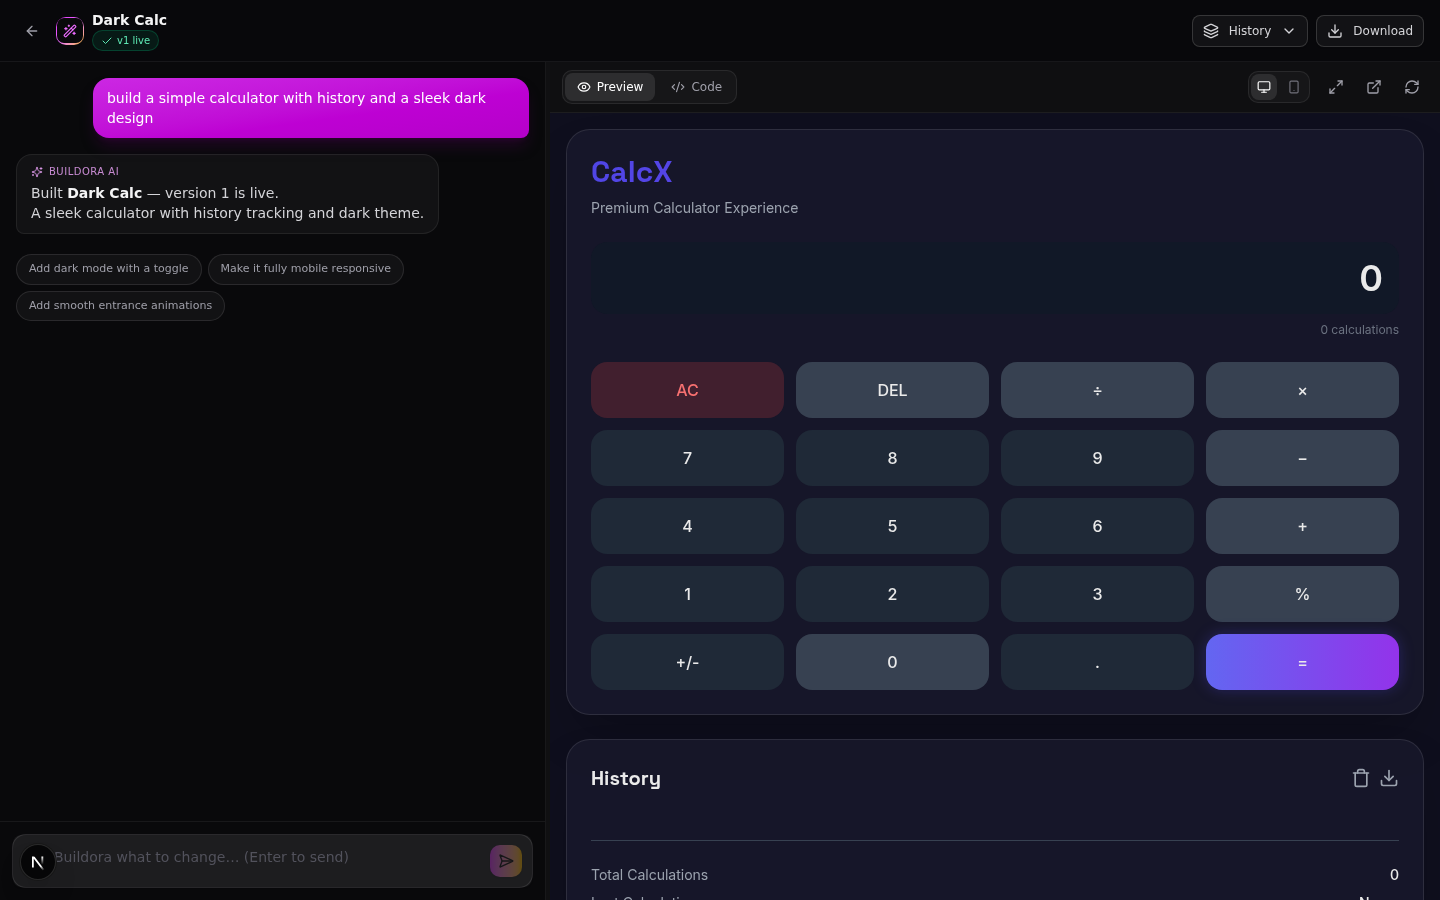 Dark Calc
v1 live
History
Download
build a simple calculator with history and a sleek dark
design
BUILDORA AI
Built Dark Calc — version 1 is live.
A sleek calculator with history tracking and dark theme.
Add dark mode with a toggle
Make it fully mobile responsive
Add smooth entrance animations
Buildora what to change... (Enter to send)
N
Preview
Code
CalcX
Premium Calculator Experience
0
0 calculations
AC DEL ÷ ×
7 8 9 −
4 5 6 +
1 2 3 %
+/- 0 . =
History
Total Calculations 0